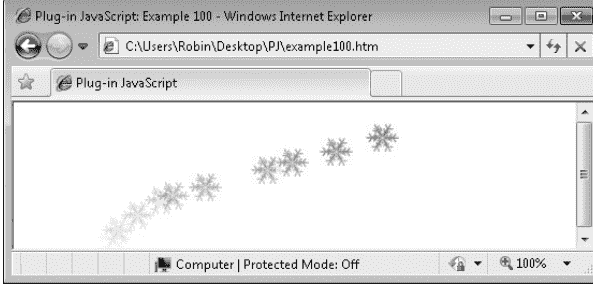 Plug-in JavaScript: Example 100 - Windows Internet Explorer
C:\Users\Robin\Desktop\PJ\example100.htm
Plug-in JavaScript
Computer | Protected Mode: Off
100%